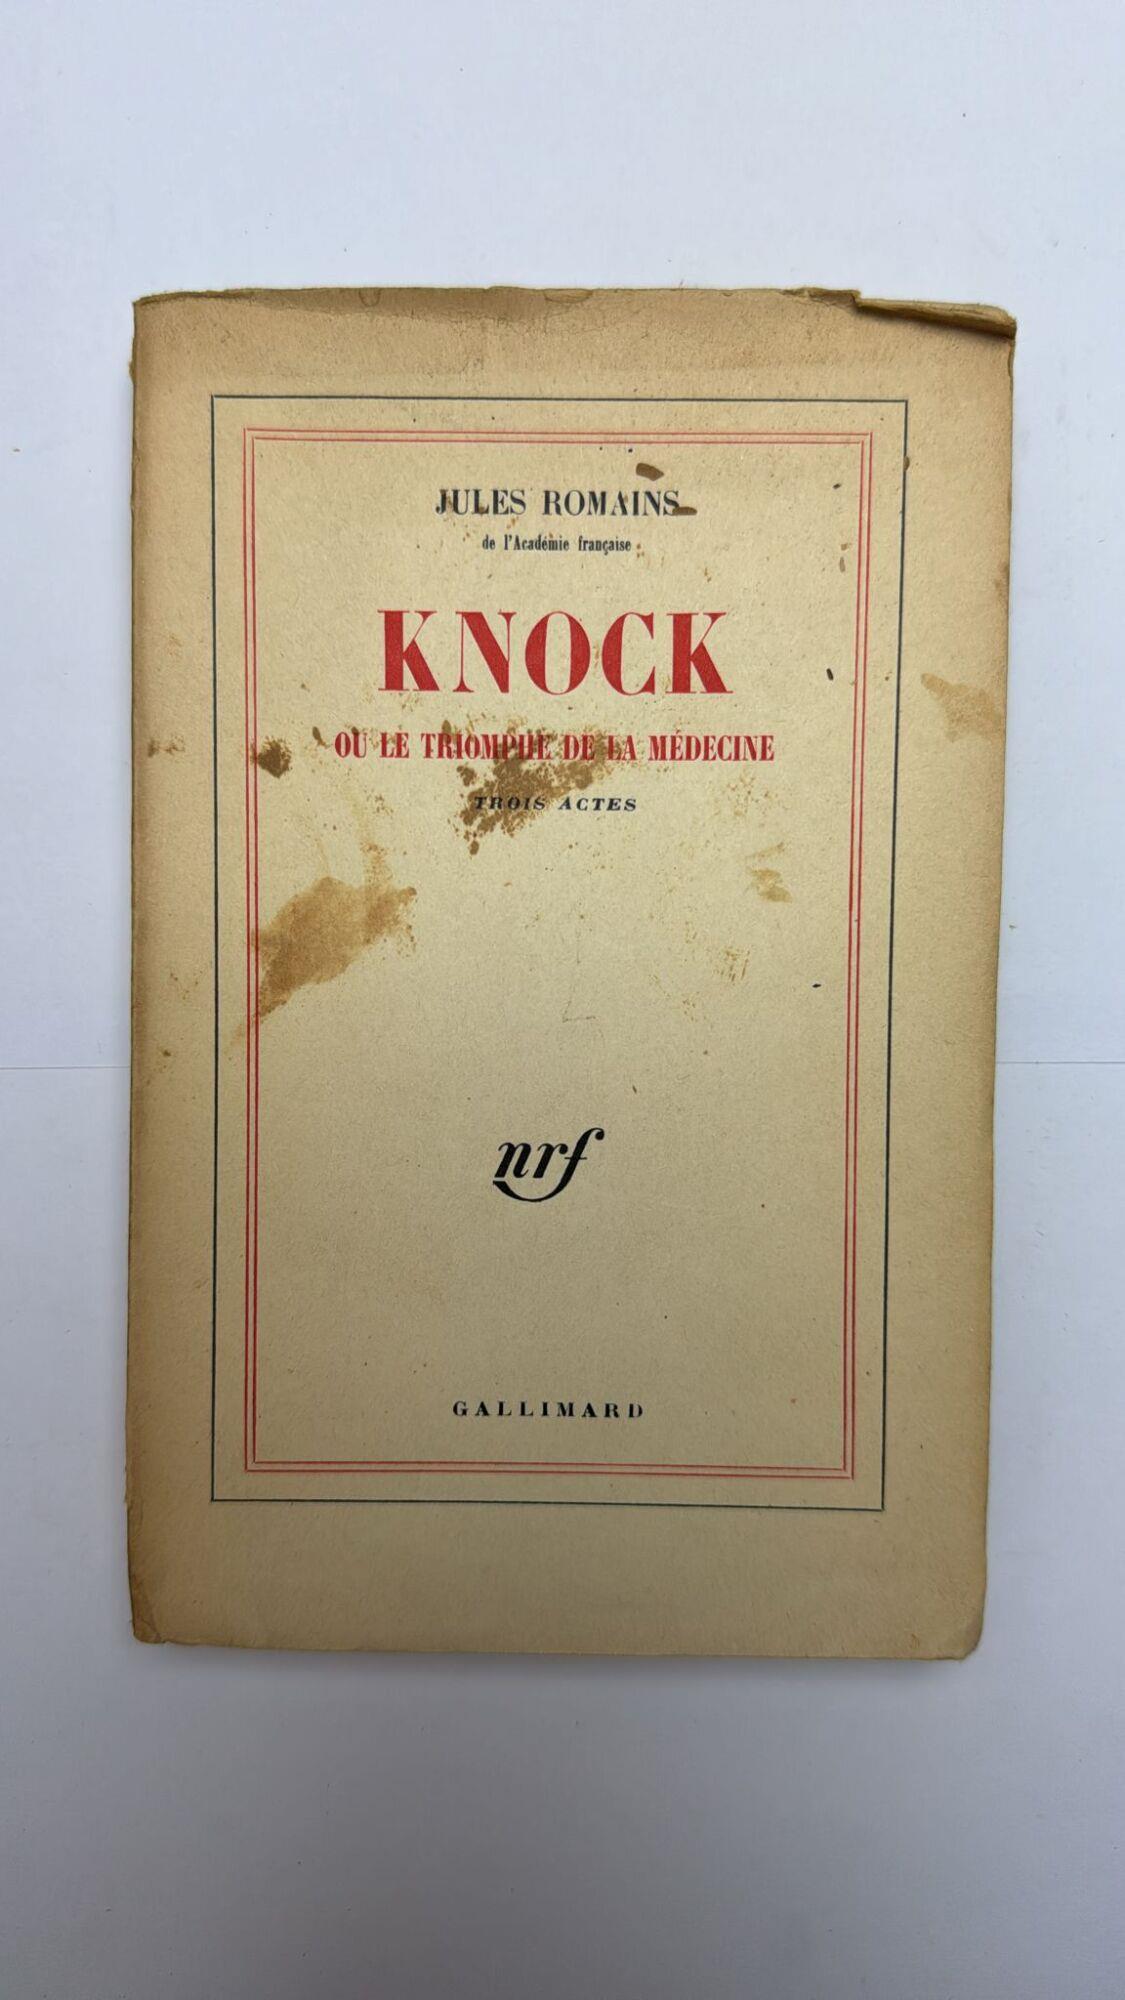 JULES ROMAINS
de l'Académie française
KNOCK
OU LE TRIOMPHE DE LA MÉDECINE
TROIS ACTES
nrf
GALLIMARD